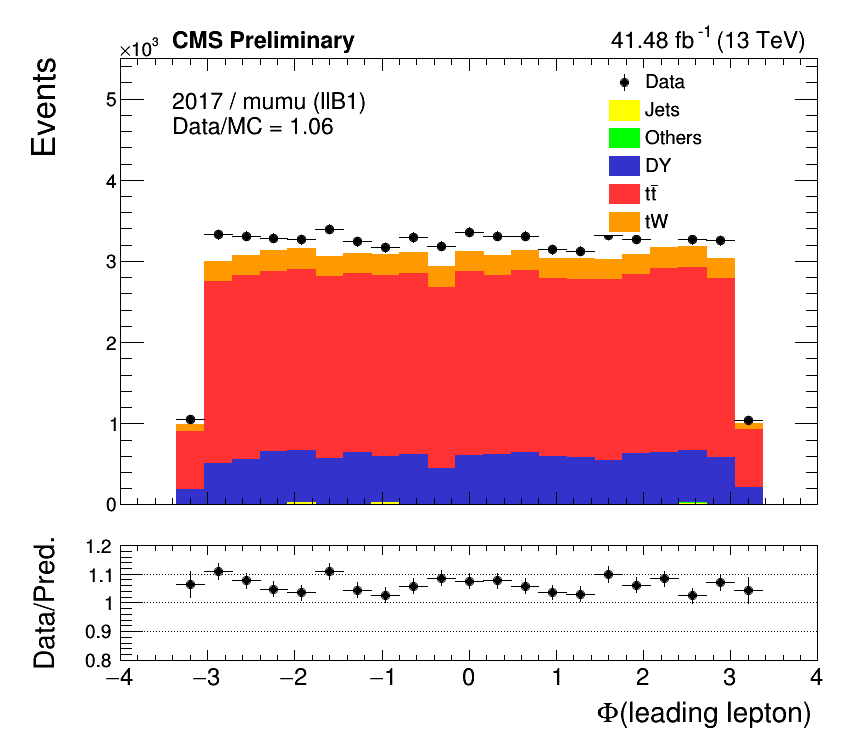 ×10³ CMS Preliminary 41.48 fb⁻¹ (13 TeV)
Events
2017 / mumu (llB1)
Data/MC = 1.06
Data
Jets
Others
DY
tt̄
tW
5
4
3
2
1
0
Data/Pred.
1.2
1.1
1
0.9
0.8
−4 −3 −2 −1 0 1 2 3 4
Φ(leading lepton)